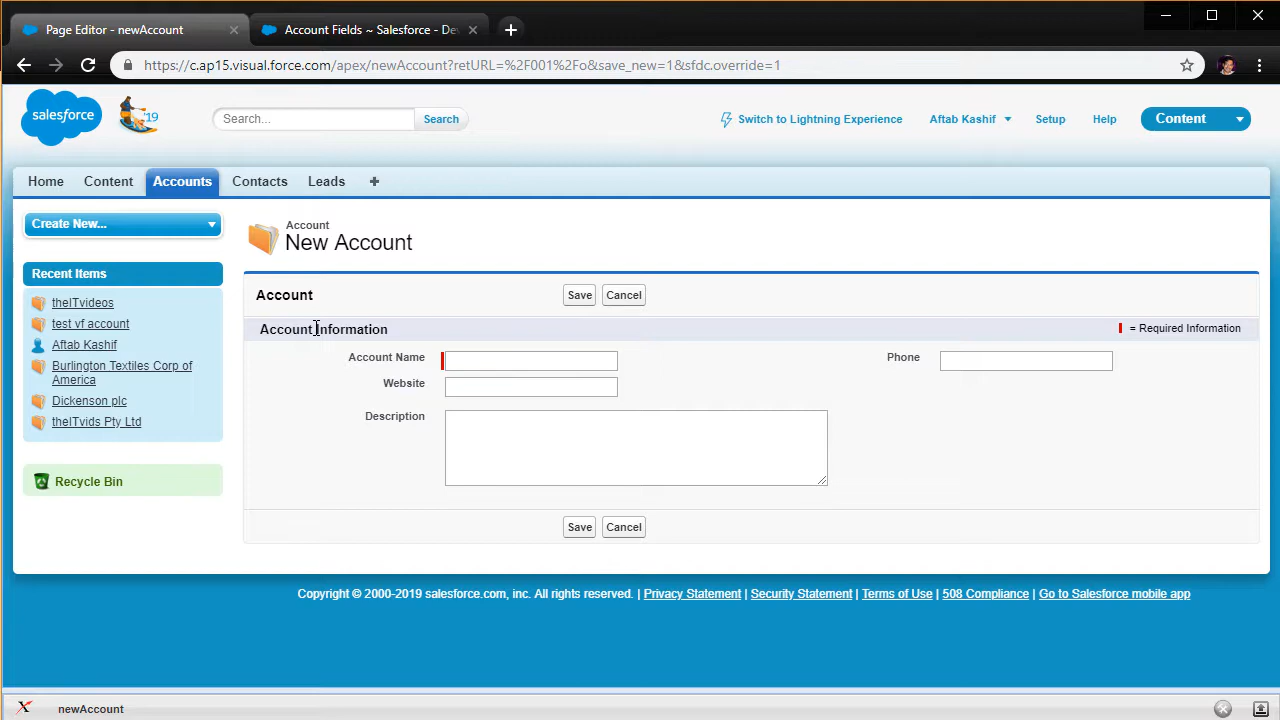 Page Editor - newAccount
Account Fields ~ Salesforce - De
https://c.ap15.visual.force.com/apex/newAccount?retURL=%2F001%2Fo&save_new=1&sfdc.override=1
salesforce
'19
Search...
Search
Switch to Lightning Experience
Aftab Kashif
Setup
Help
Content
Home
Content
Accounts
Contacts
Leads
Create New...
Recent Items
theITvideos
test vf account
Aftab Kashif
Burlington Textiles Corp of
America
Dickenson plc
theITvids Pty Ltd
Recycle Bin
Account
New Account
Account
Save
Cancel
Account Information
= Required Information
Account Name
Phone
Website
Description
Save
Cancel
Copyright © 2000-2019 salesforce.com, inc. All rights reserved. | Privacy Statement | Security Statement | Terms of Use | 508 Compliance | Go to Salesforce mobile app
newAccount